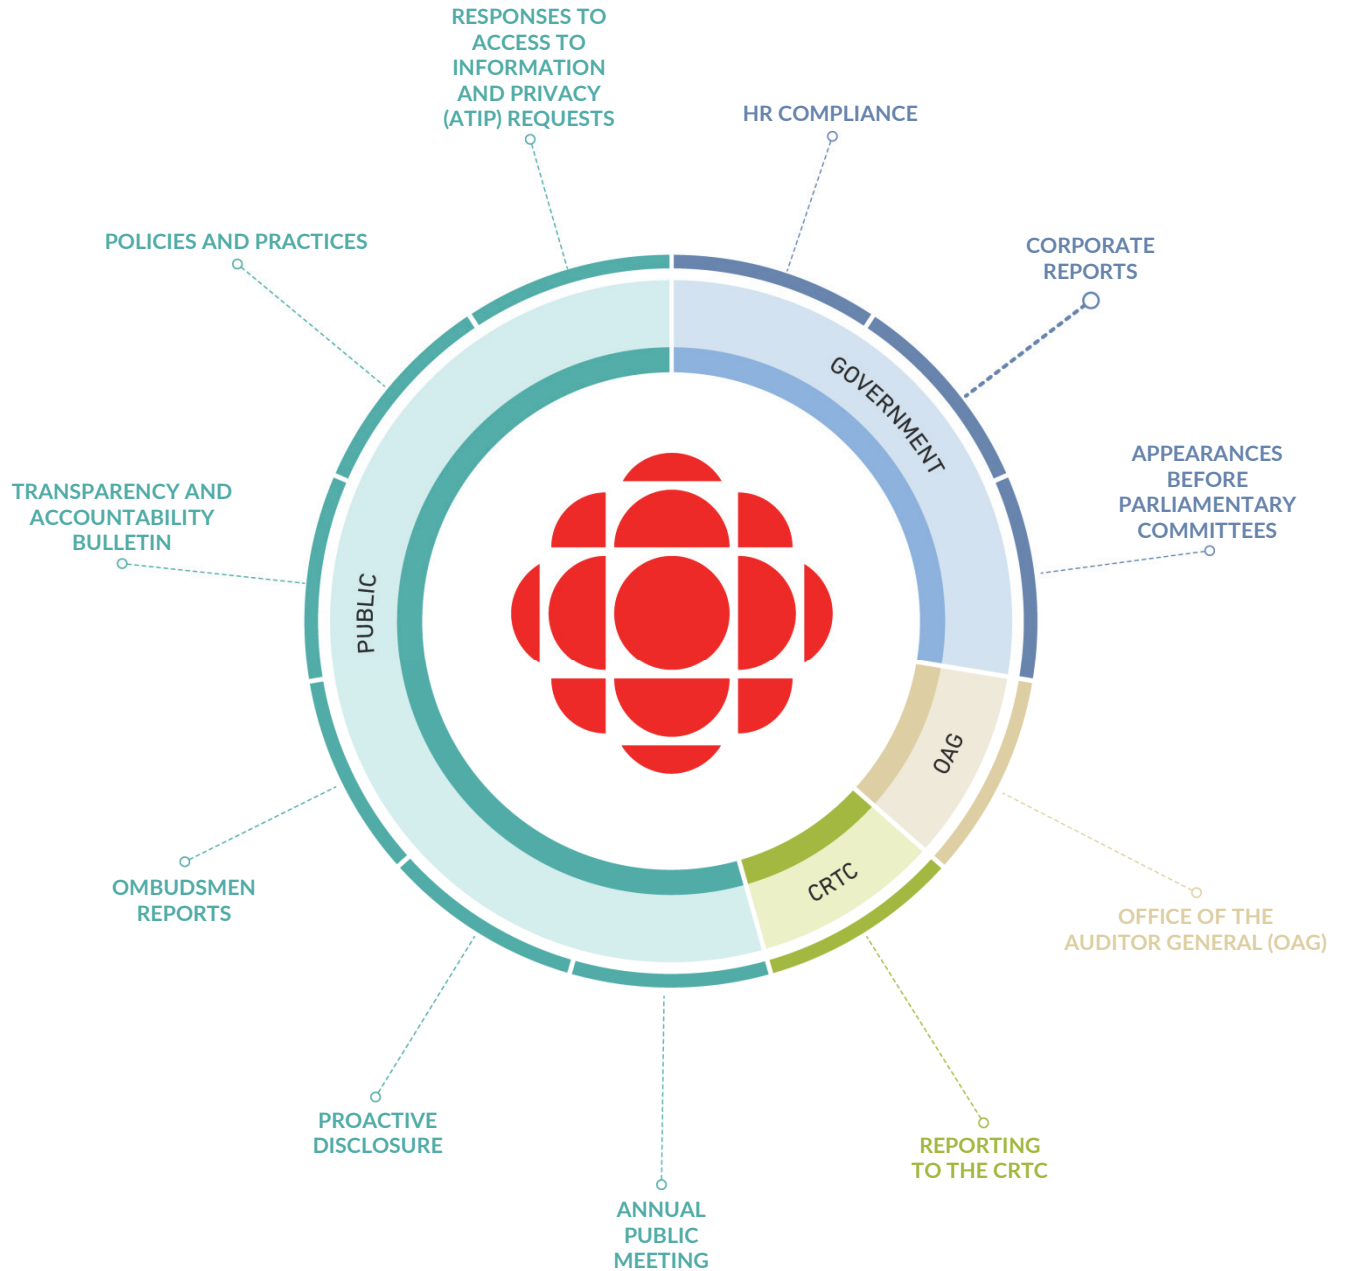 RESPONSES TO
ACCESS TO
INFORMATION
AND PRIVACY
(ATIP) REQUESTS
HR COMPLIANCE
CORPORATE
REPORTS
APPEARANCES
BEFORE
PARLIAMENTARY
COMMITTEES
OFFICE OF THE
AUDITOR GENERAL (OAG)
REPORTING
TO THE CRTC
ANNUAL
PUBLIC
MEETING
PROACTIVE
DISCLOSURE
OMBUDSMEN
REPORTS
TRANSPARENCY AND
ACCOUNTABILITY
BULLETIN
POLICIES AND PRACTICES
GOVERNMENT
OAG
CRTC
PUBLIC